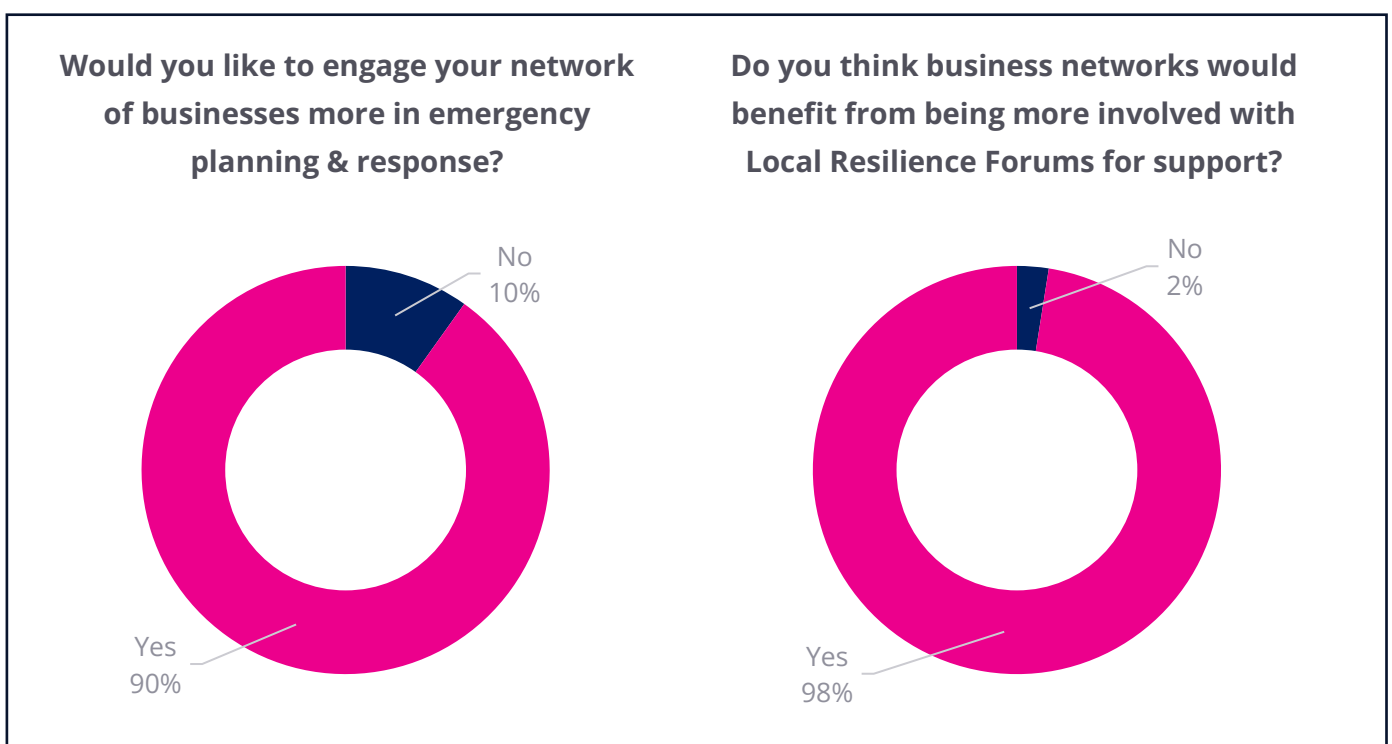 Would you like to engage your network
of businesses more in emergency
planning & response?
No
10%
Yes
90%
Do you think business networks would
benefit from being more involved with
Local Resilience Forums for support?
No
2%
Yes
98%